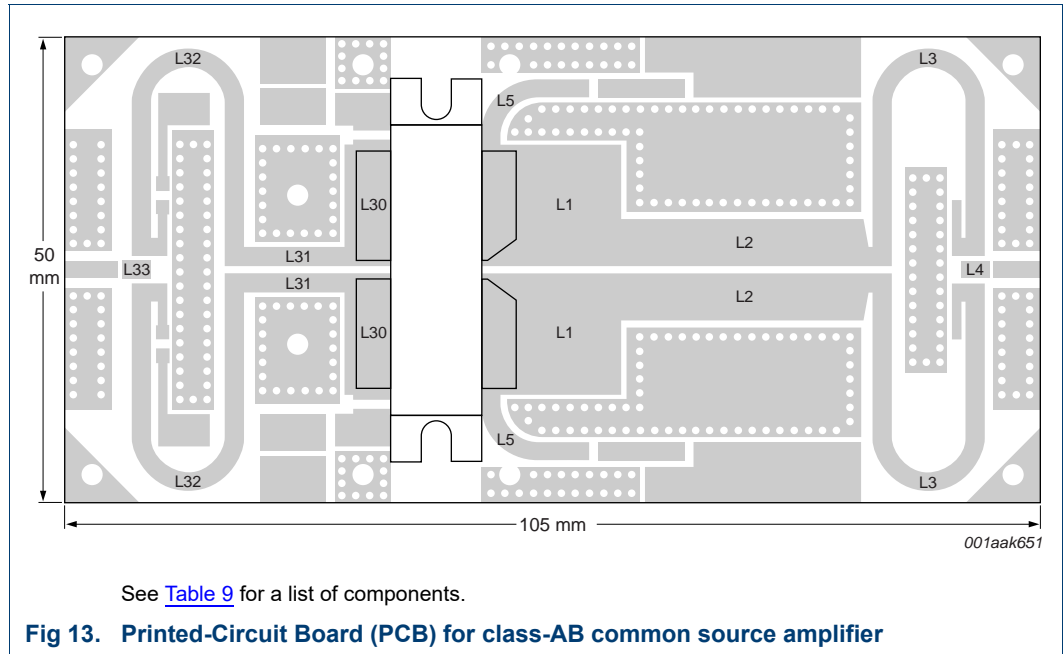 L32
L3
L5
L30
L1
L31
L2
50
mm
L33
L4
L31
L2
L30
L1
L5
L32
L3
105 mm
001aak651
See Table 9 for a list of components.
Fig 13. Printed-Circuit Board (PCB) for class-AB common source amplifier